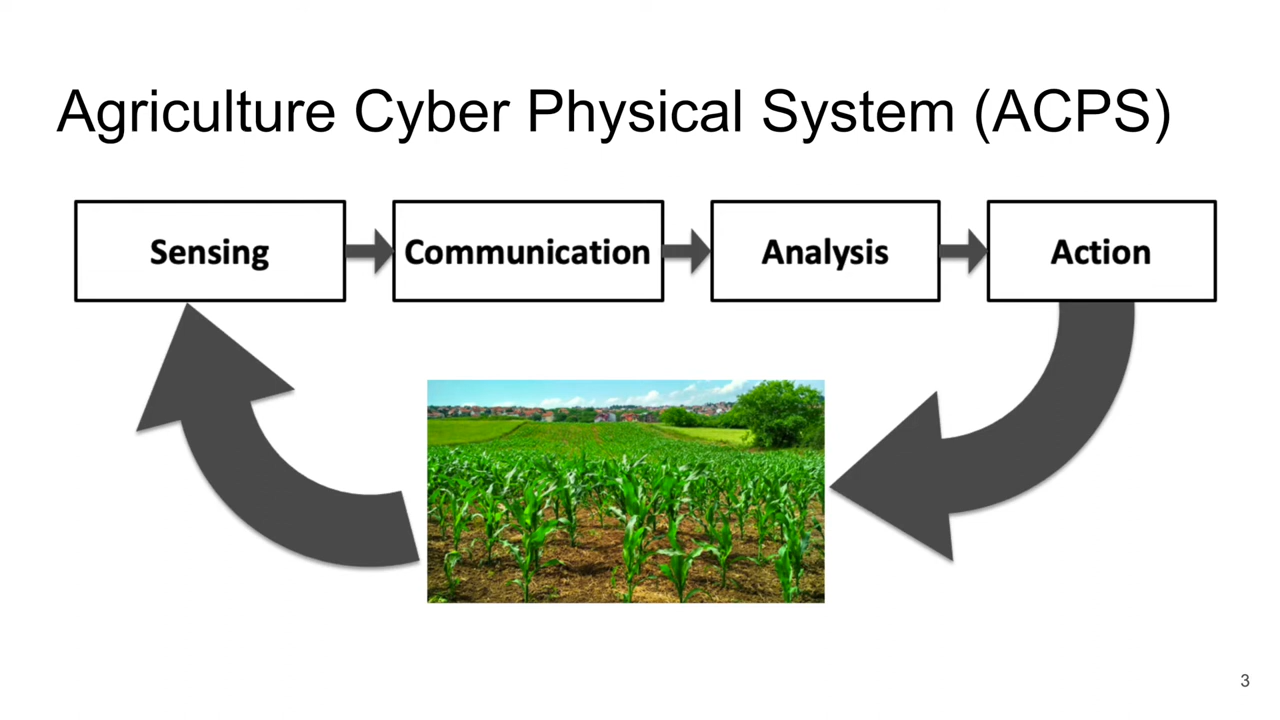 Agriculture Cyber Physical System (ACPS)
Sensing
Communication
Analysis
Action
3